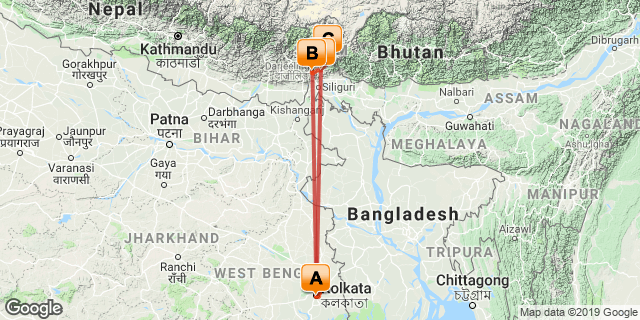 Nepal
Kathmandu
काठमाडौं
Bhutan
Dibrugarh
Gorakhpur
गोरखपुर
B
C
Siliguri
Nalbari
ASSAM
Guwahati
NAGALAND
Kishanganj
Darbhanga
दरभंगा
Patna
पटना
BIHAR
MEGHALAYA
Prayagraj
प्रयागराज
Jaunpur
जौनपुर
Varanasi
वाराणसी
Gaya
गया
MANIPUR
Bangladesh
Aizawl
TRIPURA
JHARKHAND
Ranchi
राँची
WEST BENG
A
Kolkata
কলকাতা
Chittagong
চট্টগ্রাম
Google
Map data ©2019 Google